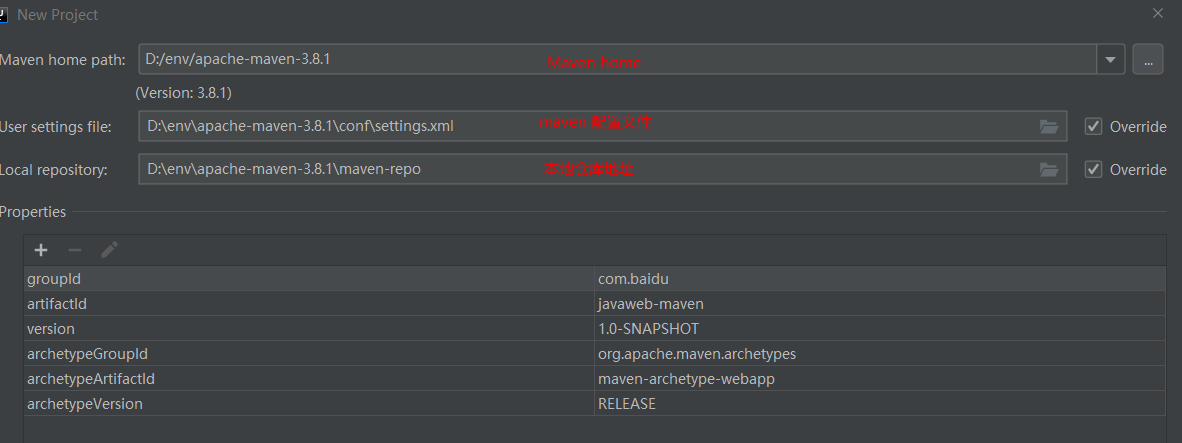 New Project
Maven home path: D:/env/apache-maven-3.8.1 Maven home ...
(Version: 3.8.1)
User settings file: D:\env\apache-maven-3.8.1\conf\settings.xml maven 配置文件 Override
Local repository: D:\env\apache-maven-3.8.1\maven-repo 本地仓库地址 Override
Properties
groupId com.baidu
artifactId javaweb-maven
version 1.0-SNAPSHOT
archetypeGroupId org.apache.maven.archetypes
archetypeArtifactId maven-archetype-webapp
archetypeVersion RELEASE